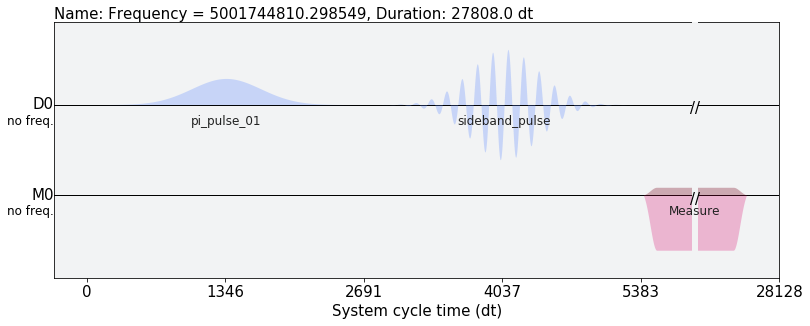 Name: Frequency = 5001744810.298549, Duration: 27808.0 dt
D0
no freq.
pi_pulse_01
sideband_pulse
//
M0
no freq.
//
Measure
0 1346 2691 4037 5383 28128
System cycle time (dt)